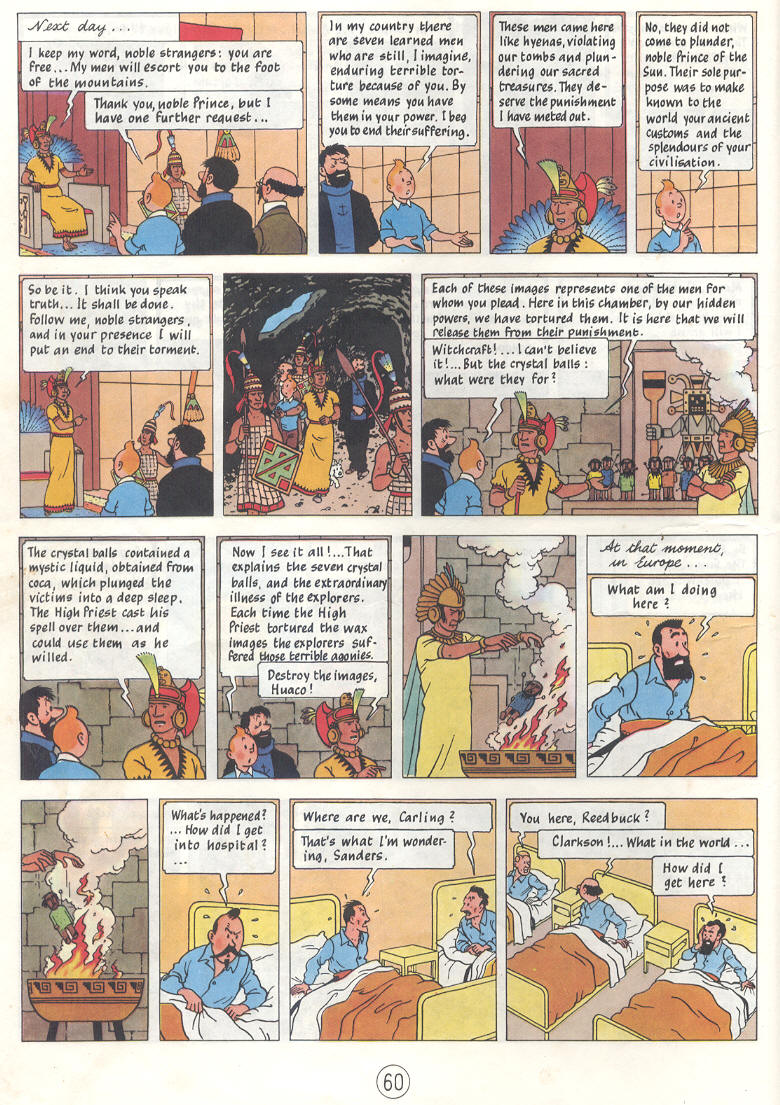 Next day...
I keep my word, noble strangers: you are
free... My men will escort you to the foot
of the mountains.
Thank you, noble Prince, but I
have one further request...
In my country there
are seven learned men
who are still, I imagine,
enduring terrible tor-
ture because of you. By
some means you have
them in your power. I beg
you to end their suffering.
These men came here
like hyenas, violating
our tombs and plun-
dering our sacred
treasures. They de-
serve the punishment
I have meted out.
No, they did not
come to plunder,
noble Prince of the
Sun. Their sole pur-
pose was to make
known to the
world your ancient
customs and the
splendours of your
civilisation.
So be it. I think you speak
truth... It shall be done.
Follow me, noble strangers,
and in your presence I will
put an end to their torment.
Each of these images represents one of the men for
whom you plead. Here in this chamber, by our hidden
powers, we have tortured them. It is here that we will
release them from their punishment.
Witchcraft!... I can't believe
it!... But the crystal balls:
what were they for?
The crystal balls contained a
mystic liquid, obtained from
coca, which plunged the
victims into a deep sleep.
The High Priest cast his
spell over them... and
could use them as he
willed.
Now I see it all!... That
explains the seven crystal
balls, and the extraordinary
illness of the explorers.
Each time the High
Priest tortured the wax
images the explorers suf-
fered those terrible agonies.
Destroy the images,
Huaco!
At that moment,
in Europe...
What am I doing
here?
What's happened?
... How did I get
into hospital?
...
Where are we, Carling?
That's what I'm wonder-
ing, Sanders.
You here, Reedbuck?
Clarkson!... What in the world...
How did I
get here?
60